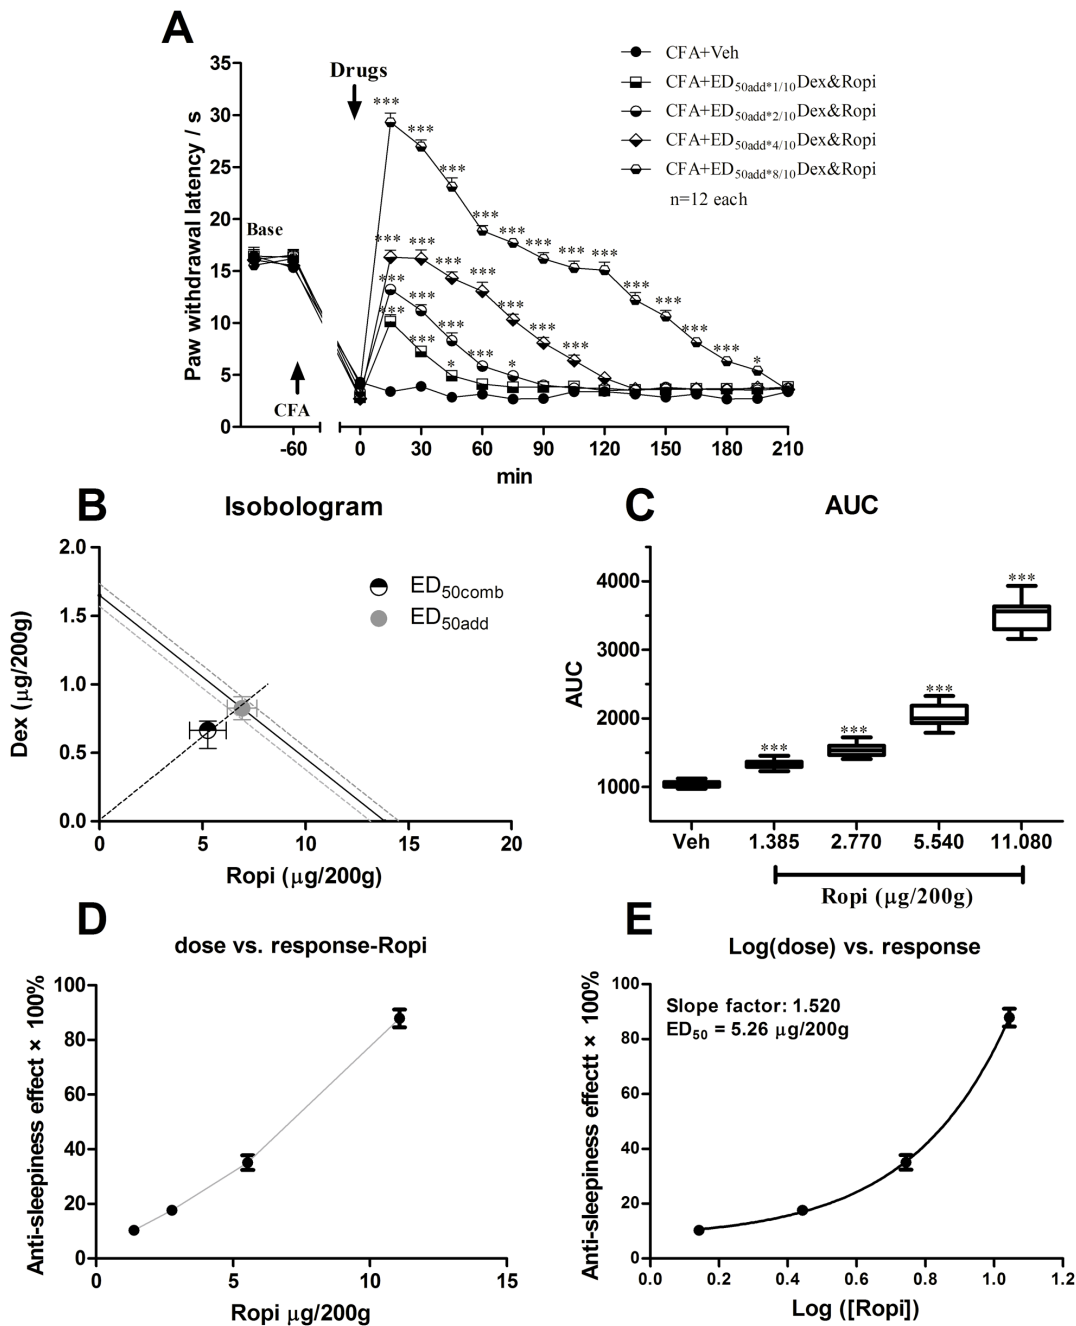 A
Paw withdrawal latency / s
35
30
25
20
15
10
5
0
Base
CFA
Drugs
*** *** *** *** *** *** *** *** *** *** *** *** *
*** *** *** *** *** *** ***
*** *** *** *** *
*** *** *
-60 0 30 60 90 120 150 180 210
min
CFA+Veh
CFA+ED50add*1/10Dex&Ropi
CFA+ED50add*2/10Dex&Ropi
CFA+ED50add*4/10Dex&Ropi
CFA+ED50add*8/10Dex&Ropi
n=12 each
B
Isobologram
Dex (μg/200g)
2.0
1.5
1.0
0.5
0.0
0 5 10 15 20
Ropi (μg/200g)
ED50comb
ED50add
C
AUC
AUC
4000
3000
2000
1000
*** *** *** ***
Veh 1.385 2.770 5.540 11.080
Ropi (μg/200g)
D
dose vs. response-Ropi
Anti-sleepiness effect × 100%
100
80
60
40
20
0
0 5 10 15
Ropi μg/200g
E
Log(dose) vs. response
Anti-sleepiness effectt × 100%
100
80
60
40
20
0
Slope factor: 1.520
ED50 = 5.26 μg/200g
0.0 0.2 0.4 0.6 0.8 1.0 1.2
Log ([Ropi])